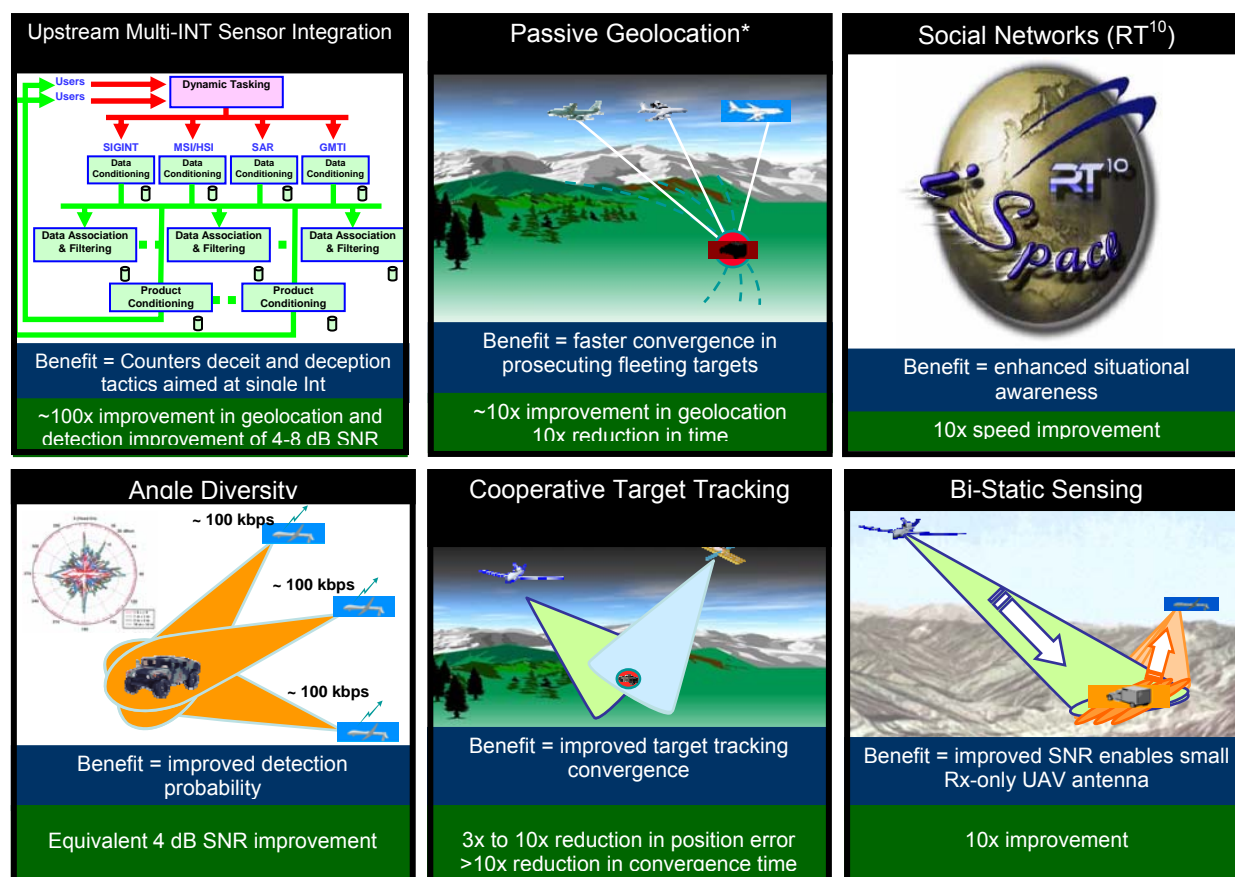 Upstream Multi-INT Sensor Integration
Users
Users
Dynamic Tasking
SIGINT
MSI/HSI
SAR
GMTI
Data
Conditioning
Data
Conditioning
Data
Conditioning
Data
Conditioning
Data Association
& Filtering
Data Association
& Filtering
Data Association
& Filtering
Product
Conditioning
Product
Conditioning
Benefit = Counters deceit and deception
tactics aimed at single Int
~100x improvement in geolocation and
detection improvement of 4-8 dB SNR
Passive Geolocation*
Benefit = faster convergence in
prosecuting fleeting targets
~10x improvement in geolocation
10x reduction in time
Social Networks (RT10)
RT10
iSpace
Benefit = enhanced situational
awareness
10x speed improvement
Angle Diversity
~ 100 kbps
~ 100 kbps
~ 100 kbps
Benefit = improved detection
probability
Equivalent 4 dB SNR improvement
Cooperative Target Tracking
Benefit = improved target tracking
convergence
3x to 10x reduction in position error
>10x reduction in convergence time
Bi-Static Sensing
Benefit = improved SNR enables small
Rx-only UAV antenna
10x improvement